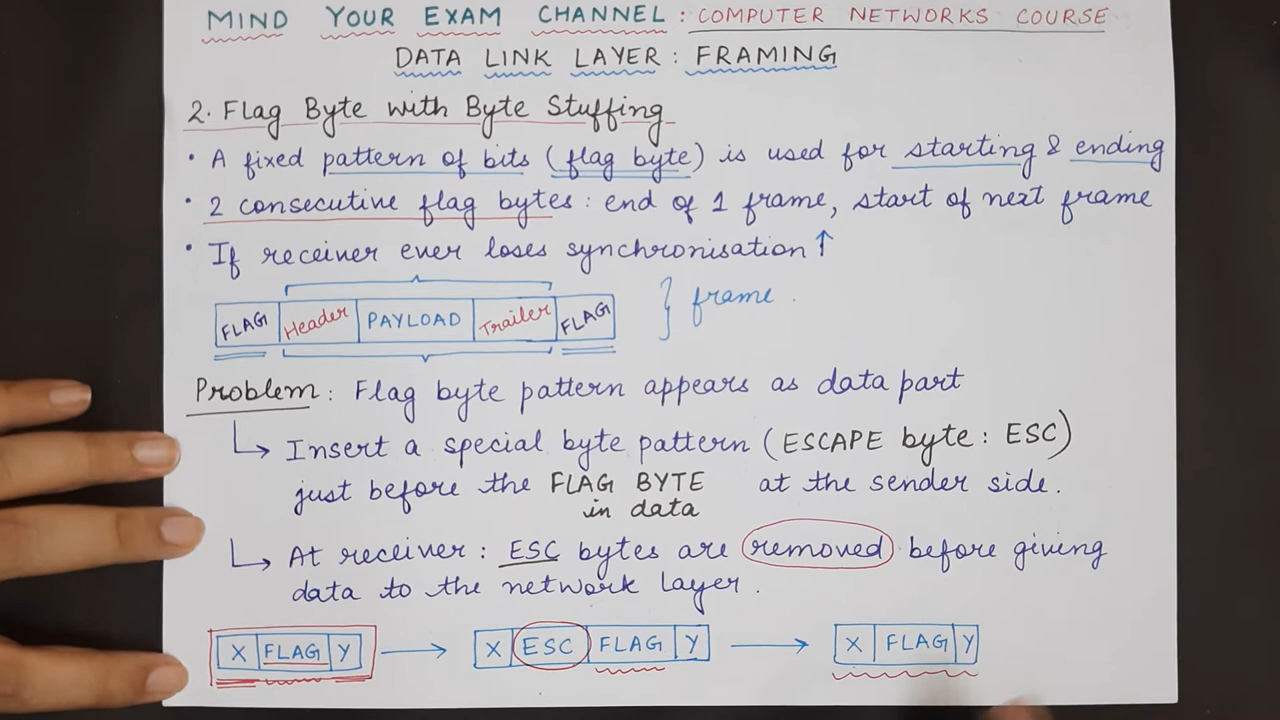 MIND YOUR EXAM CHANNEL : COMPUTER NETWORKS COURSE
DATA LINK LAYER : FRAMING
2. Flag Byte with Byte Stuffing
• A fixed pattern of bits (flag byte) is used for starting & ending
• 2 consecutive flag bytes : end of 1 frame, start of next frame
• If receiver ever loses synchronisation ↑
FLAG Header PAYLOAD Trailer FLAG } frame.
Problem : Flag byte pattern appears as data part
↳ Insert a special byte pattern (ESCAPE byte : ESC)
just before the FLAG BYTE at the sender side.
in data
↳ At receiver : ESC bytes are removed before giving
data to the network layer.
X FLAG Y → X ESC FLAG Y → X FLAG Y